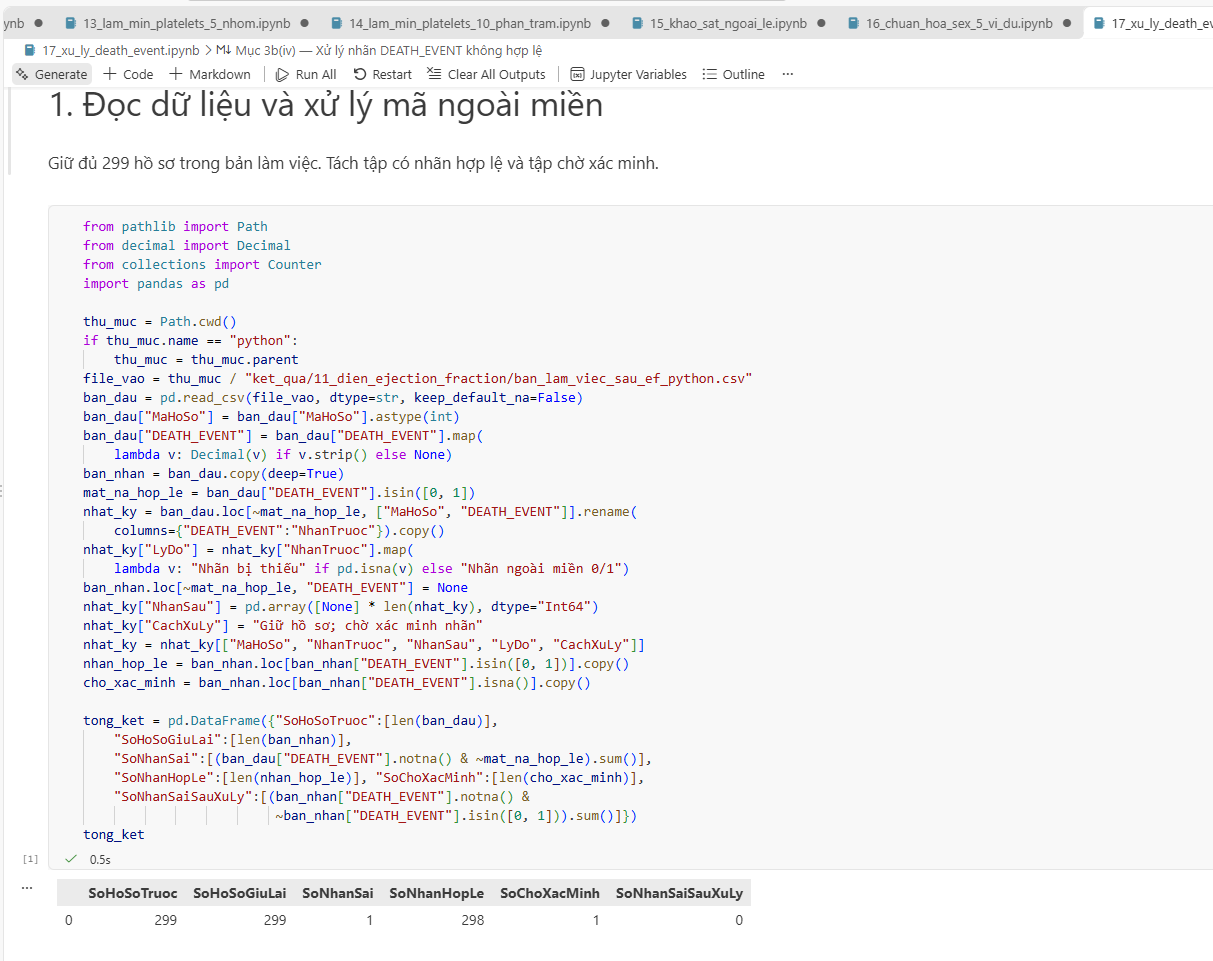 ynb ● 13_lam_min_platelets_5_nhom.ipynb ● 14_lam_min_platelets_10_phan_tram.ipynb ● 15_khao_sat_ngoai_le.ipynb ● 16_chuan_hoa_sex_5_vi_du.ipynb ● 17_xu_ly_death_ev
17_xu_ly_death_event.ipynb > M↓ Mục 3b(iv) — Xử lý nhãn DEATH_EVENT không hợp lệ
Generate + Code + Markdown | Run All Restart Clear All Outputs | Jupyter Variables Outline ...
1. Đọc dữ liệu và xử lý mã ngoài miền
Giữ đủ 299 hồ sơ trong bản làm việc. Tách tập có nhãn hợp lệ và tập chờ xác minh.
from pathlib import Path
from decimal import Decimal
from collections import Counter
import pandas as pd
thu_muc = Path.cwd()
if thu_muc.name == "python":
    thu_muc = thu_muc.parent
file_vao = thu_muc / "ket_qua/11_dien_ejection_fraction/ban_lam_viec_sau_ef_python.csv"
ban_dau = pd.read_csv(file_vao, dtype=str, keep_default_na=False)
ban_dau["MaHoSo"] = ban_dau["MaHoSo"].astype(int)
ban_dau["DEATH_EVENT"] = ban_dau["DEATH_EVENT"].map(
    lambda v: Decimal(v) if v.strip() else None)
ban_nhan = ban_dau.copy(deep=True)
mat_na_hop_le = ban_dau["DEATH_EVENT"].isin([0, 1])
nhat_ky = ban_dau.loc[~mat_na_hop_le, ["MaHoSo", "DEATH_EVENT"]].rename(
    columns={"DEATH_EVENT":"NhanTruoc"}).copy()
nhat_ky["LyDo"] = nhat_ky["NhanTruoc"].map(
    lambda v: "Nhãn bị thiếu" if pd.isna(v) else "Nhãn ngoài miền 0/1")
ban_nhan.loc[~mat_na_hop_le, "DEATH_EVENT"] = None
nhat_ky["NhanSau"] = pd.array([None] * len(nhat_ky), dtype="Int64")
nhat_ky["CachXuLy"] = "Giữ hồ sơ; chờ xác minh nhãn"
nhat_ky = nhat_ky[["MaHoSo", "NhanTruoc", "NhanSau", "LyDo", "CachXuLy"]]
nhan_hop_le = ban_nhan.loc[ban_nhan["DEATH_EVENT"].isin([0, 1])].copy()
cho_xac_minh = ban_nhan.loc[ban_nhan["DEATH_EVENT"].isna()].copy()
tong_ket = pd.DataFrame({"SoHoSoTruoc":[len(ban_dau)],
    "SoHoSoGiuLai":[len(ban_nhan)],
    "SoNhanSai":[(ban_dau["DEATH_EVENT"].notna() & ~mat_na_hop_le).sum()],
    "SoNhanHopLe":[len(nhan_hop_le)], "SoChoXacMinh":[len(cho_xac_minh)],
    "SoNhanSaiSauXuLy":[(ban_nhan["DEATH_EVENT"].notna() &
                         ~ban_nhan["DEATH_EVENT"].isin([0, 1])).sum()]})
tong_ket
[1] ✓ 0.5s
... SoHoSoTruoc SoHoSoGiuLai SoNhanSai SoNhanHopLe SoChoXacMinh SoNhanSaiSauXuLy
0 299 299 1 298 1 0